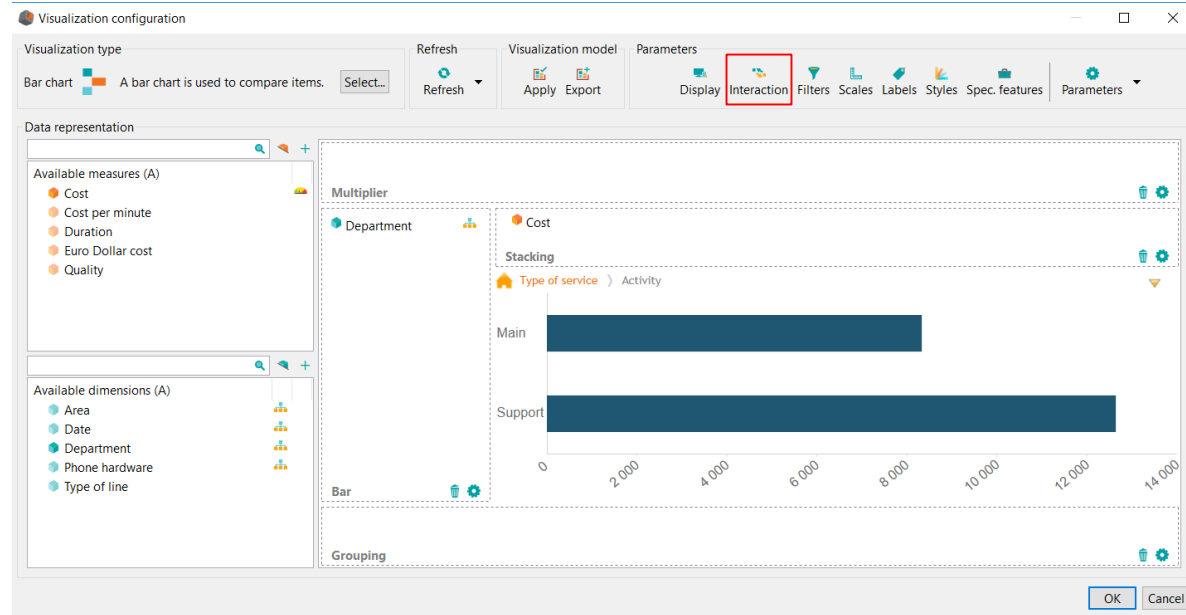 Visualization configuration
Visualization type
Refresh
Visualization model
Parameters
Bar chart
A bar chart is used to compare items.
Select...
Refresh
Apply
Export
Display
Interaction
Filters
Scales
Labels
Styles
Spec. features
Parameters
Data representation
Available measures (A)
Cost
Cost per minute
Duration
Euro Dollar cost
Quality
Available dimensions (A)
Area
Date
Department
Phone hardware
Type of line
Multiplier
Department
Bar
Cost
Stacking
Type of service 〉 Activity
Main
Support
0
2 000
4 000
6 000
8 000
10 000
12 000
14 000
Grouping
OK
Cancel